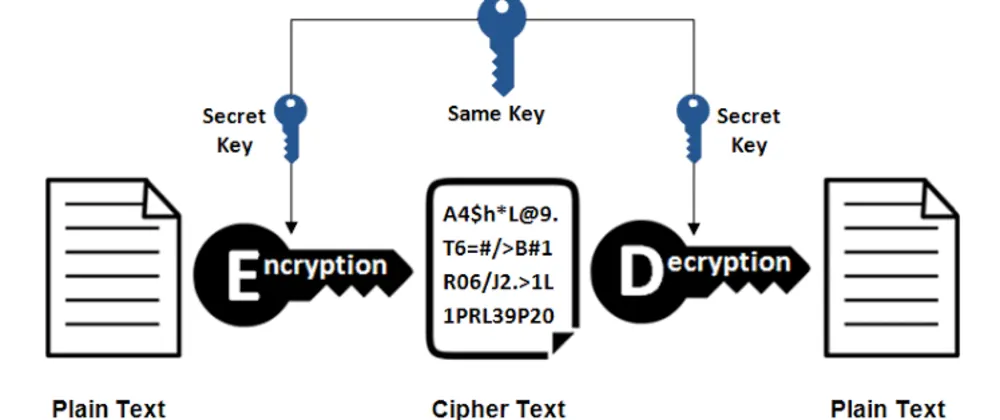 Same Key
Secret
Key
Secret
Key
Encryption
A4$h*L@9.
T6=#/>B#1
R06/J2.>1L
1PRL39P20
Decryption
Plain Text
Cipher Text
Plain Text